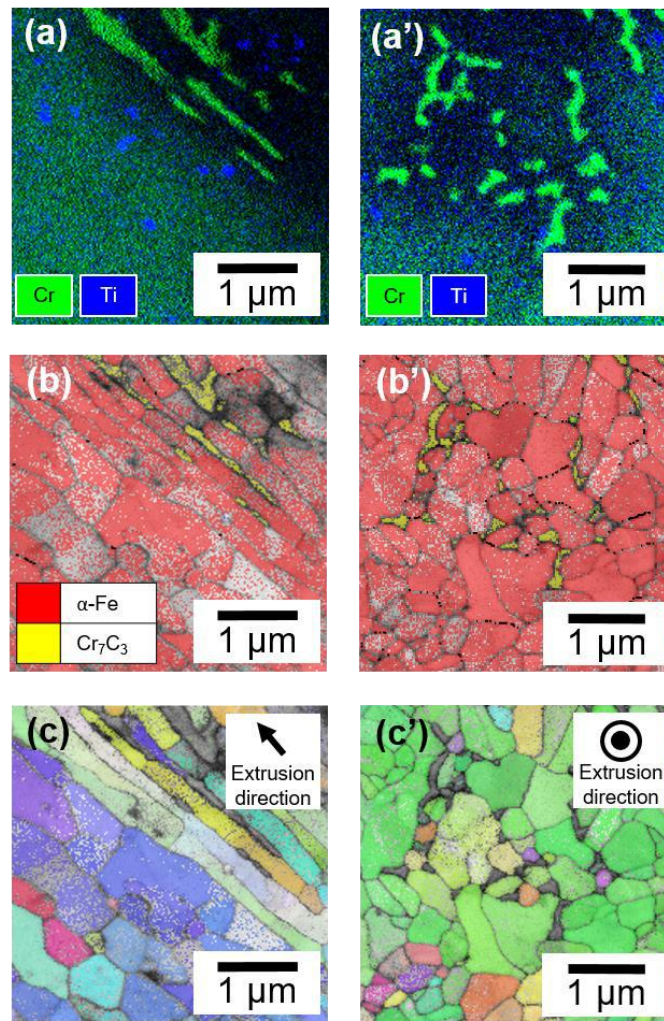 (a)
Cr Ti
1 μm
(a')
Cr Ti
1 μm
(b)
α-Fe
Cr₇C₃
1 μm
(b')
1 μm
(c)
Extrusion
direction
1 μm
(c')
Extrusion
direction
1 μm